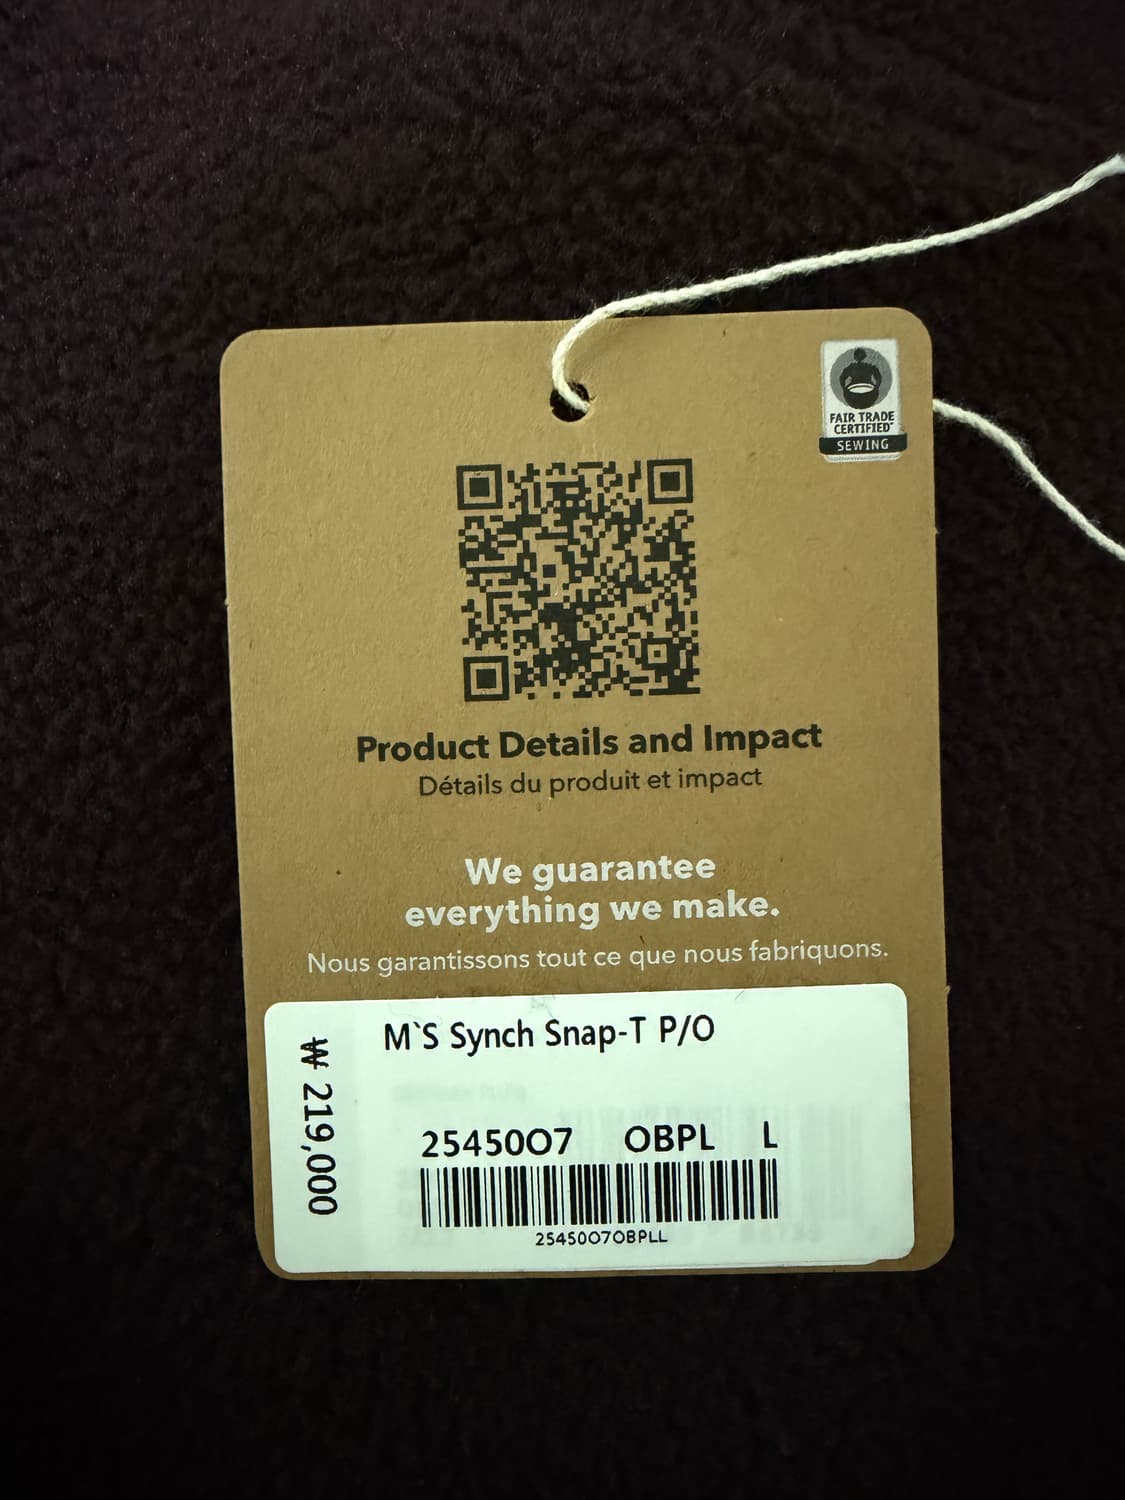 FAIR TRADE
CERTIFIED™
SEWING
Product Details and Impact
Détails du produit et impact
We guarantee
everything we make.
Nous garantissons tout ce que nous fabriquons.
M`S Synch Snap-T P/O
₩ 219,000
25450O7 OBPL L
25450O7OBPLL